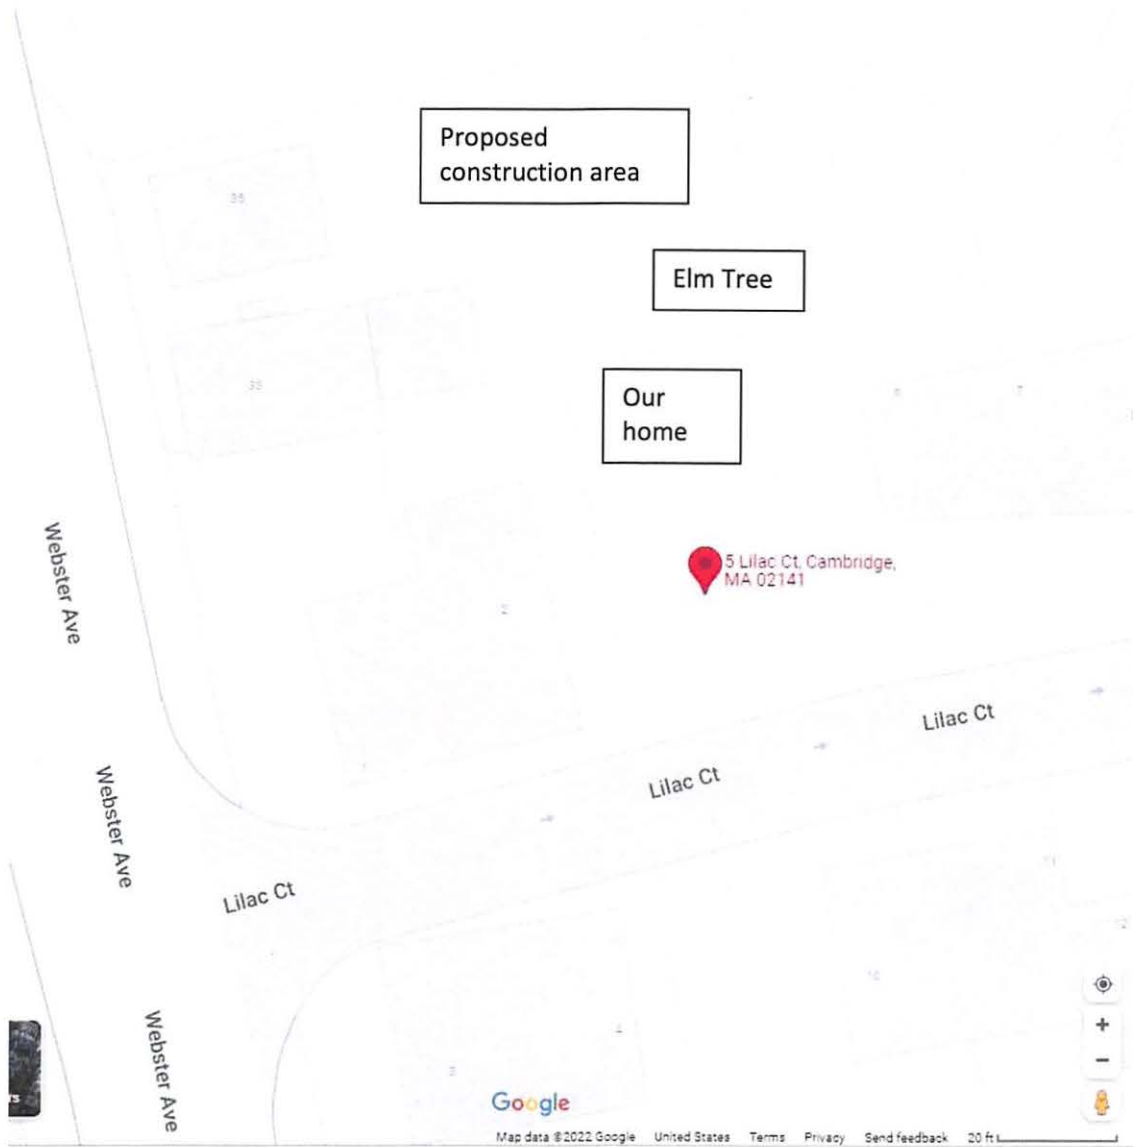 Proposed
construction area
35
Elm Tree
Our
home
Webster Ave
5 Lilac Ct, Cambridge,
MA 02141
Lilac Ct
Lilac Ct
Webster Ave
Lilac Ct
Webster Ave
Google
Map data ©2022 Google United States Terms Privacy Send feedback 20 ft